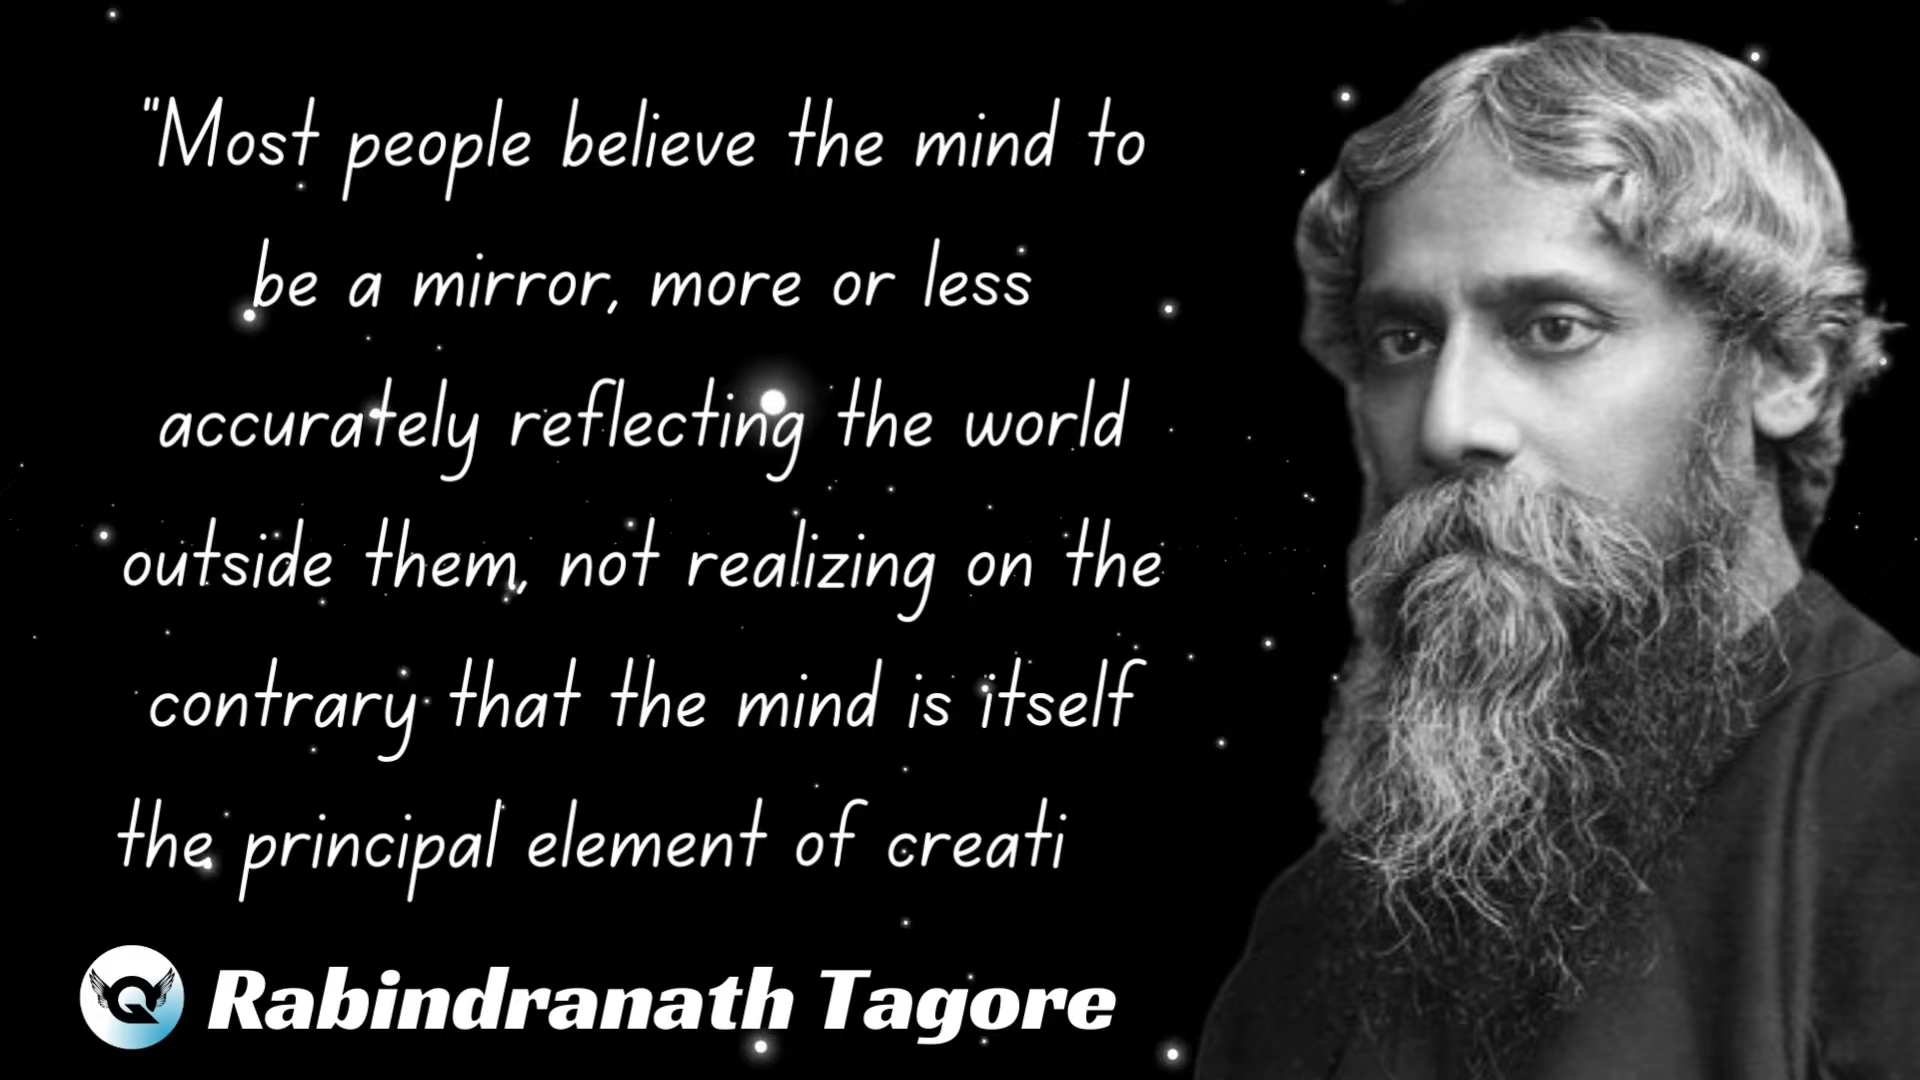 "Most people believe the mind to
be a mirror, more or less
accurately reflecting the world
outside them, not realizing on the
contrary that the mind is itself
the principal element of creati
Q Rabindranath Tagore